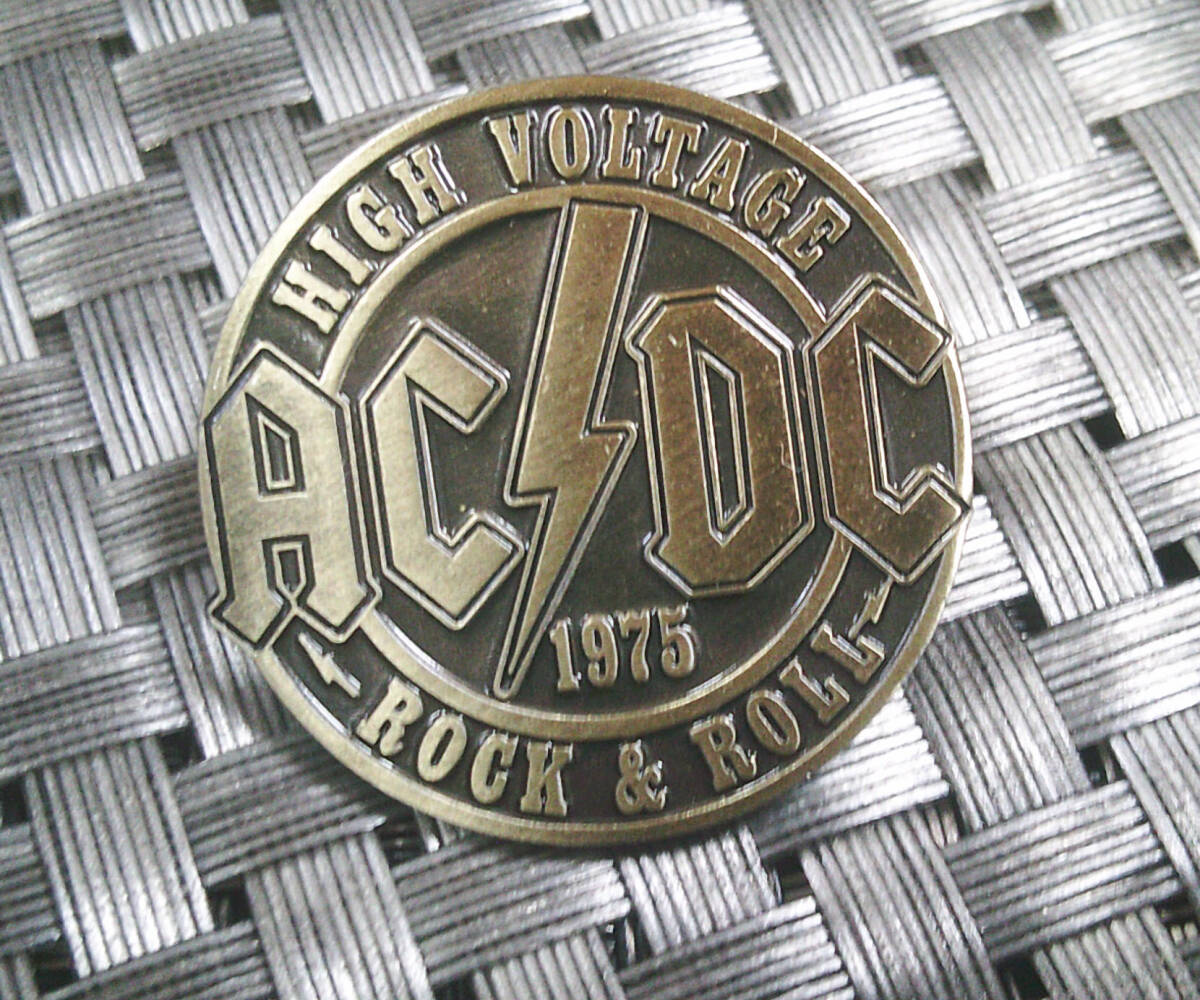 HIGH VOLTAGE
AC/DC
1975
ROCK & ROLL